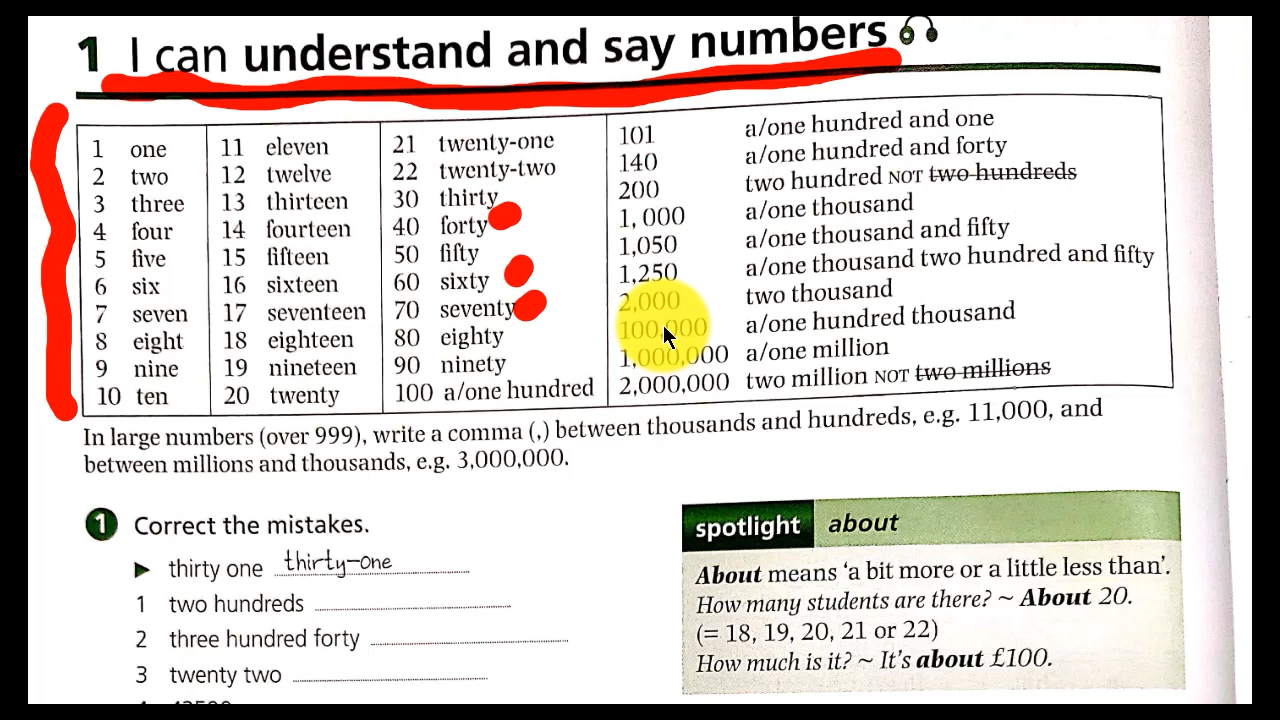 1 I can understand and say numbers
1 one 11 eleven 21 twenty-one 101 a/one hundred and one
2 two 12 twelve 22 twenty-two 140 a/one hundred and forty
3 three 13 thirteen 30 thirty 200 two hundred NOT two hundreds
4 four 14 fourteen 40 forty 1, 000 a/one thousand
5 five 15 fifteen 50 fifty 1,050 a/one thousand and fifty
6 six 16 sixteen 60 sixty 1,250 a/one thousand two hundred and fifty
7 seven 17 seventeen 70 seventy 2,000 two thousand
8 eight 18 eighteen 80 eighty 100,000 a/one hundred thousand
9 nine 19 nineteen 90 ninety 1,000,000 a/one million
10 ten 20 twenty 100 a/one hundred 2,000,000 two million NOT two millions
In large numbers (over 999), write a comma (,) between thousands and hundreds, e.g. 11,000, and
between millions and thousands, e.g. 3,000,000.
1 Correct the mistakes.
▶ thirty one thirty-one
1 two hundreds
2 three hundred forty
3 twenty two
spotlight about
About means 'a bit more or a little less than'.
How many students are there? ~ About 20.
(= 18, 19, 20, 21 or 22)
How much is it? ~ It's about £100.